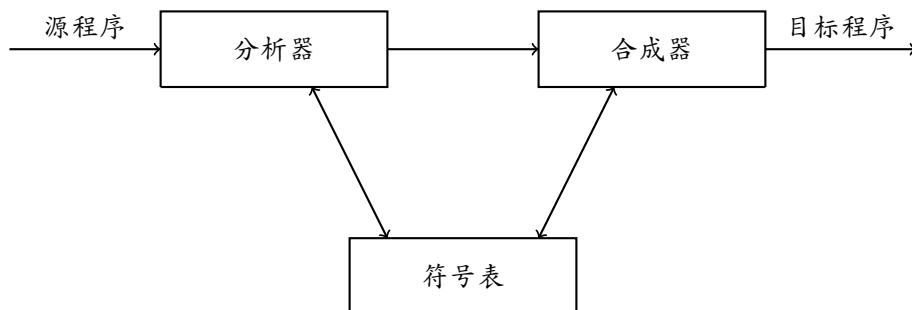 源程序
分析器
合成器
目标程序
符号表